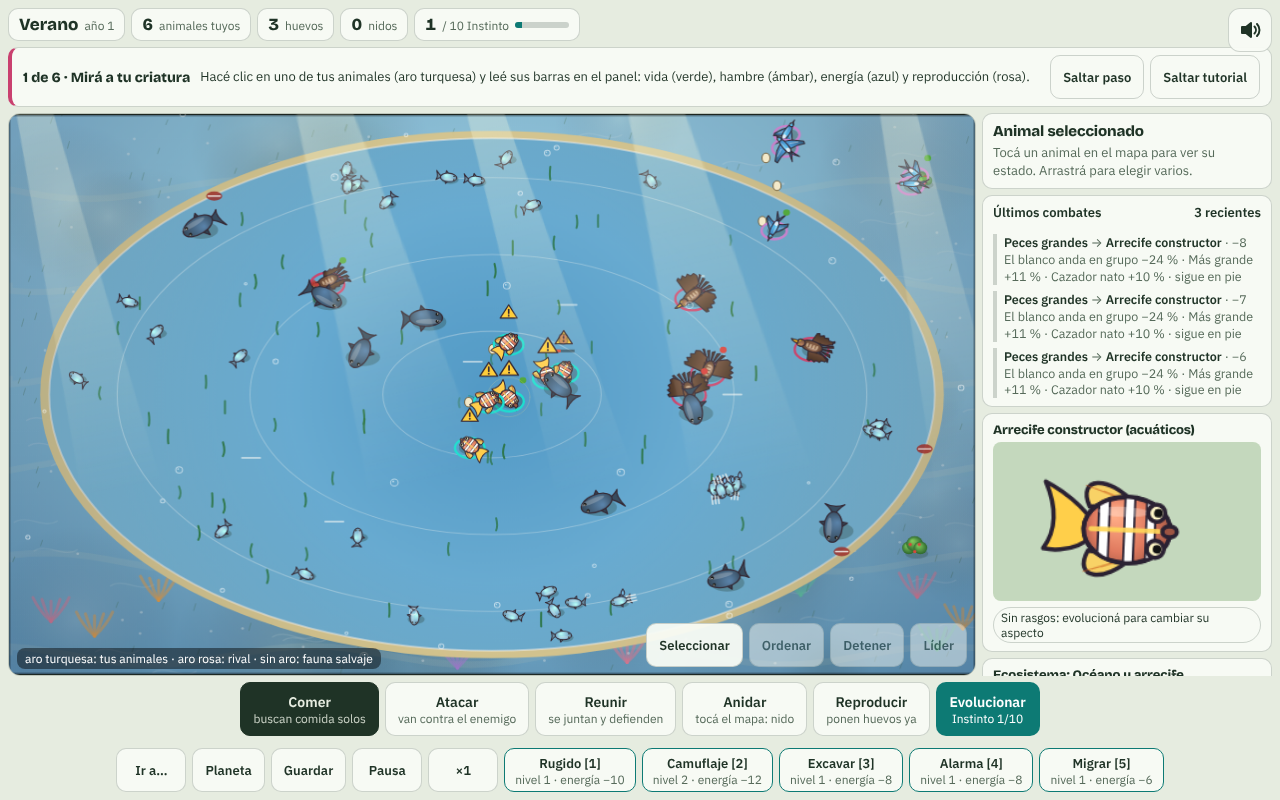 Verano año 1
6 animales tuyos
3 huevos
0 nidos
1 / 10 Instinto
1 de 6 · Mirá a tu criatura Hacé clic en uno de tus animales (aro turquesa) y leé sus barras en el panel: vida (verde), hambre (ámbar), energía (azul) y reproducción (rosa).
Saltar paso
Saltar tutorial
Animal seleccionado
Tocá un animal en el mapa para ver su
estado. Arrastrá para elegir varios.
Últimos combates 3 recientes
Peces grandes → Arrecife constructor · −8
El blanco anda en grupo −24 % · Más grande
+11 % · Cazador nato +10 % · sigue en pie
Peces grandes → Arrecife constructor · −7
El blanco anda en grupo −24 % · Más grande
+11 % · Cazador nato +10 % · sigue en pie
Peces grandes → Arrecife constructor · −6
El blanco anda en grupo −24 % · Más grande
+11 % · Cazador nato +10 % · sigue en pie
Arrecife constructor (acuáticos)
Sin rasgos: evolucioná para cambiar su
aspecto
Ecosistema: Océano y arrecife
aro turquesa: tus animales · aro rosa: rival · sin aro: fauna salvaje
Seleccionar
Ordenar
Detener
Líder
Comer
buscan comida solos
Atacar
van contra el enemigo
Reunir
se juntan y defienden
Anidar
tocá el mapa: nido
Reproducir
ponen huevos ya
Evolucionar
Instinto 1/10
Ir a...
Planeta
Guardar
Pausa
×1
Rugido [1]
nivel 1 · energía −10
Camuflaje [2]
nivel 2 · energía −12
Excavar [3]
nivel 1 · energía −8
Alarma [4]
nivel 1 · energía −8
Migrar [5]
nivel 1 · energía −6